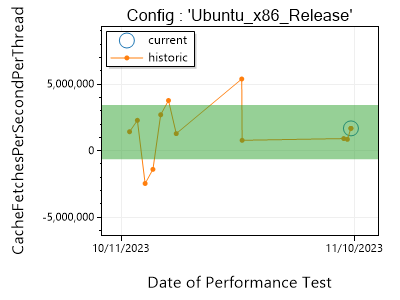 Config : 'Ubuntu_x86_Release'
current
historic
CacheFetchesPerSecondPerThread
5,000,000
0
-5,000,000
10/11/2023
11/10/2023
Date of Performance Test